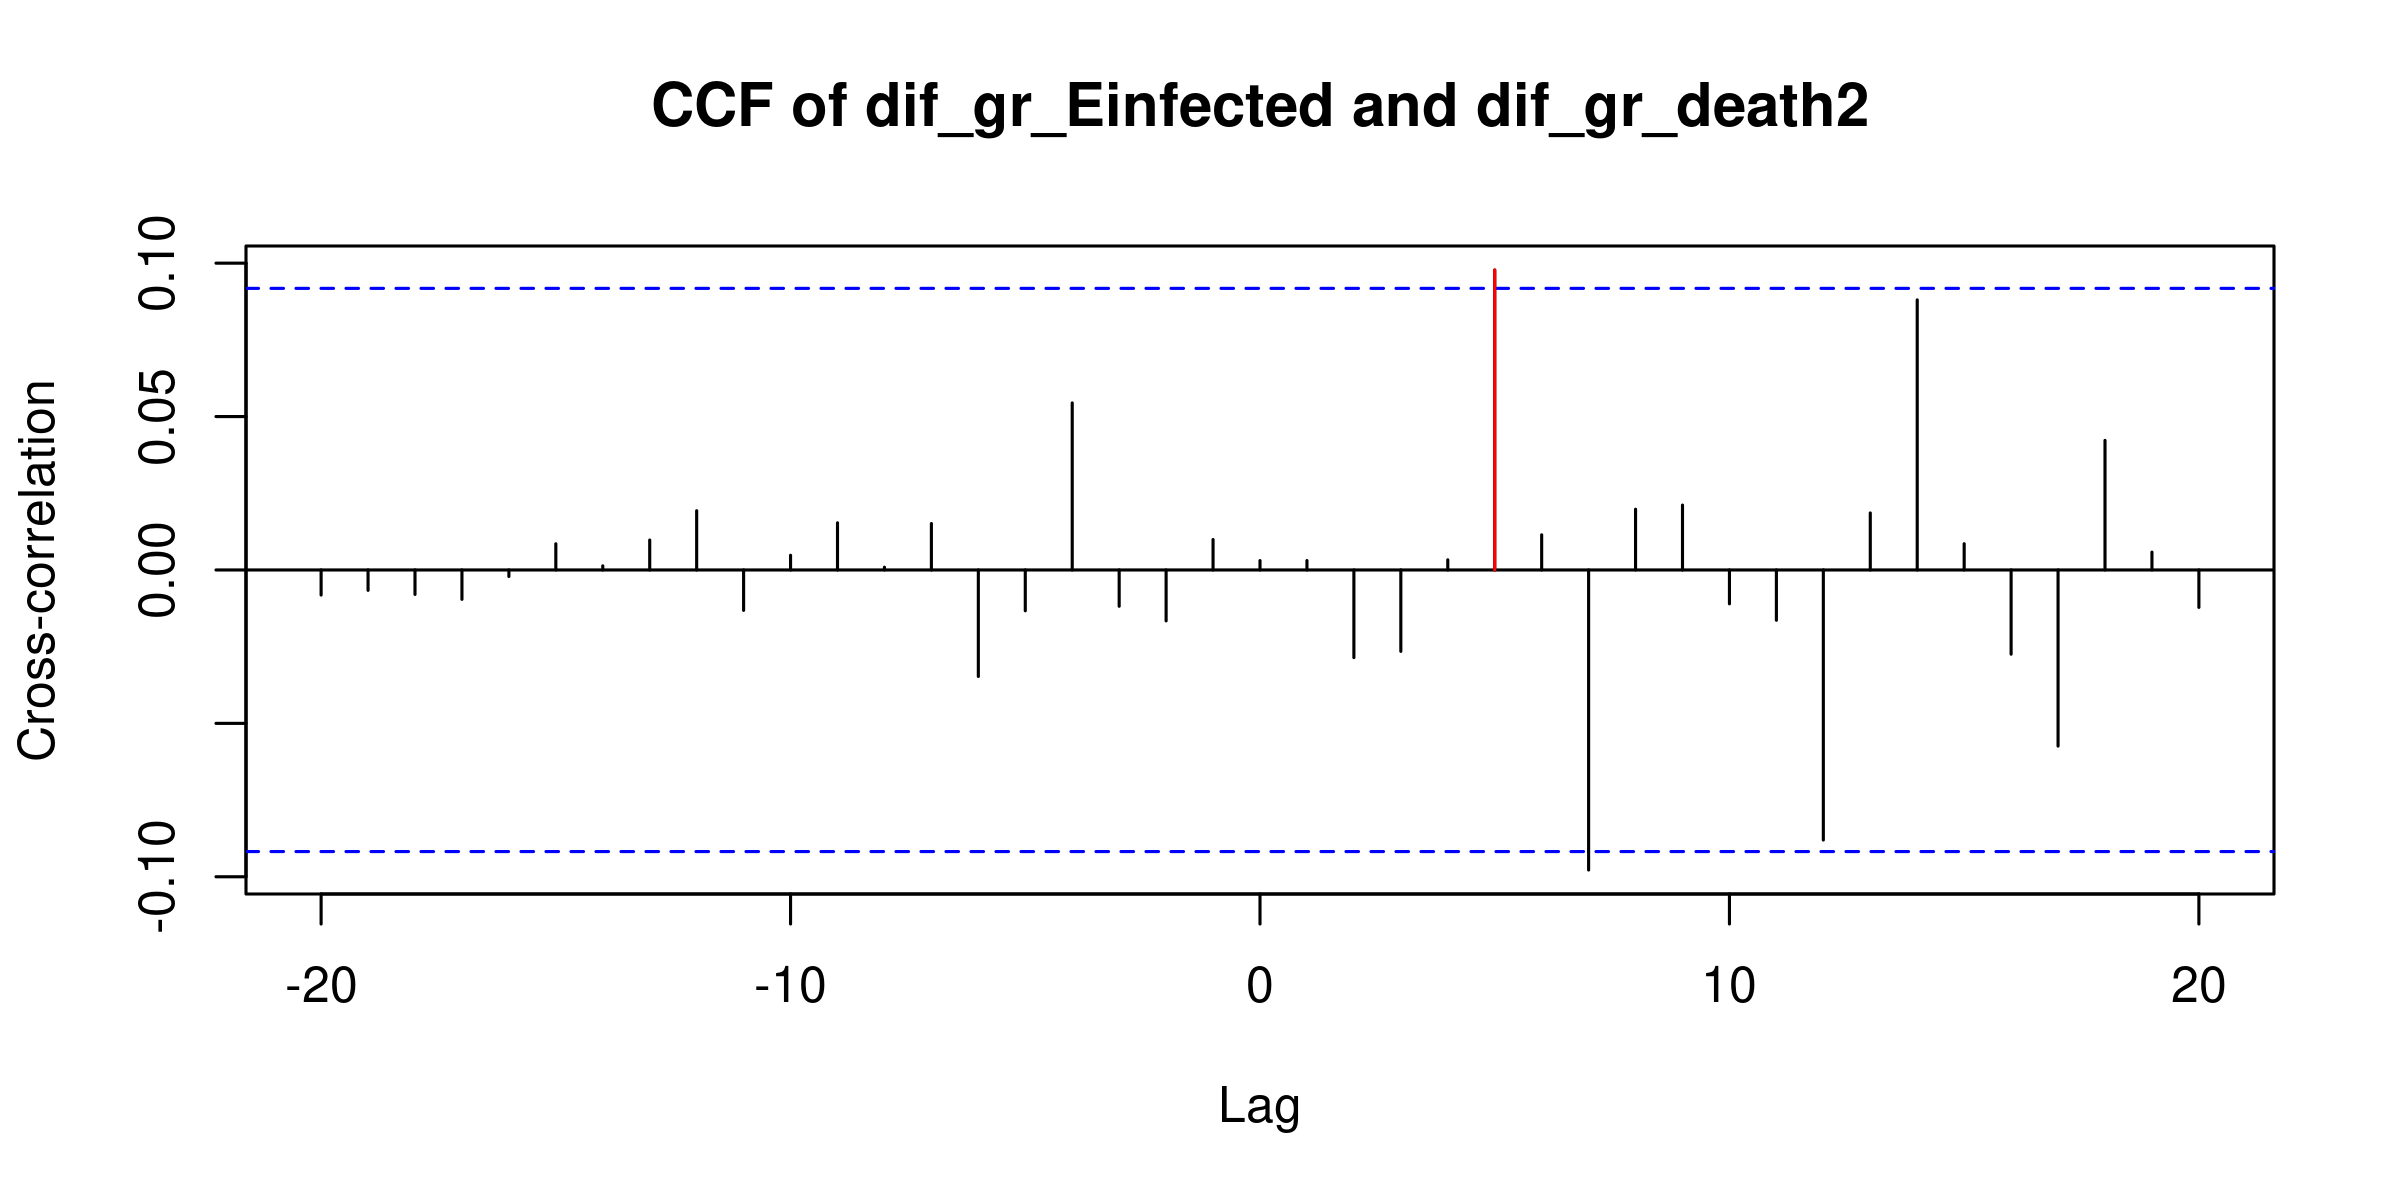 CCF of dif_gr_Einfected and dif_gr_death2
Cross-correlation
0.10
0.05
0.00
-0.10
-20 -10 0 10 20
Lag